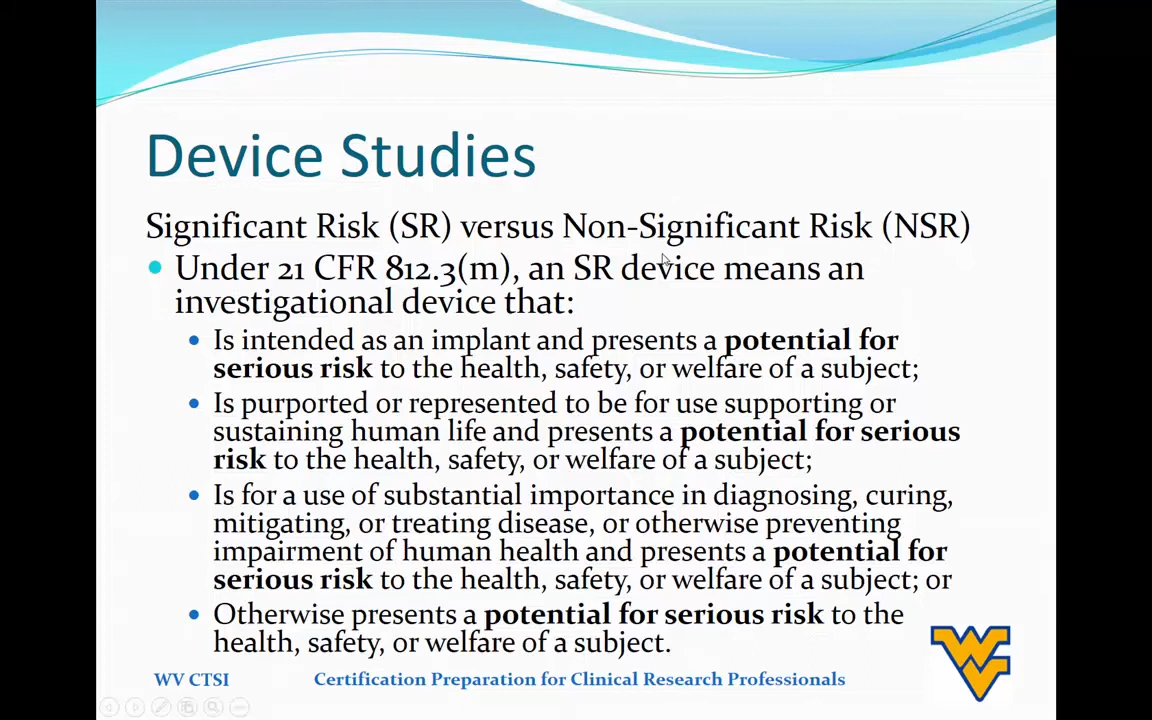 Device Studies
Significant Risk (SR) versus Non-Significant Risk (NSR)
Under 21 CFR 812.3(m), an SR device means an
investigational device that:
Is intended as an implant and presents a potential for
serious risk to the health, safety, or welfare of a subject;
Is purported or represented to be for use supporting or
sustaining human life and presents a potential for serious
risk to the health, safety, or welfare of a subject;
Is for a use of substantial importance in diagnosing, curing,
mitigating, or treating disease, or otherwise preventing
impairment of human health and presents a potential for
serious risk to the health, safety, or welfare of a subject; or
Otherwise presents a potential for serious risk to the
health, safety, or welfare of a subject.
WV CTSI Certification Preparation for Clinical Research Professionals
WV